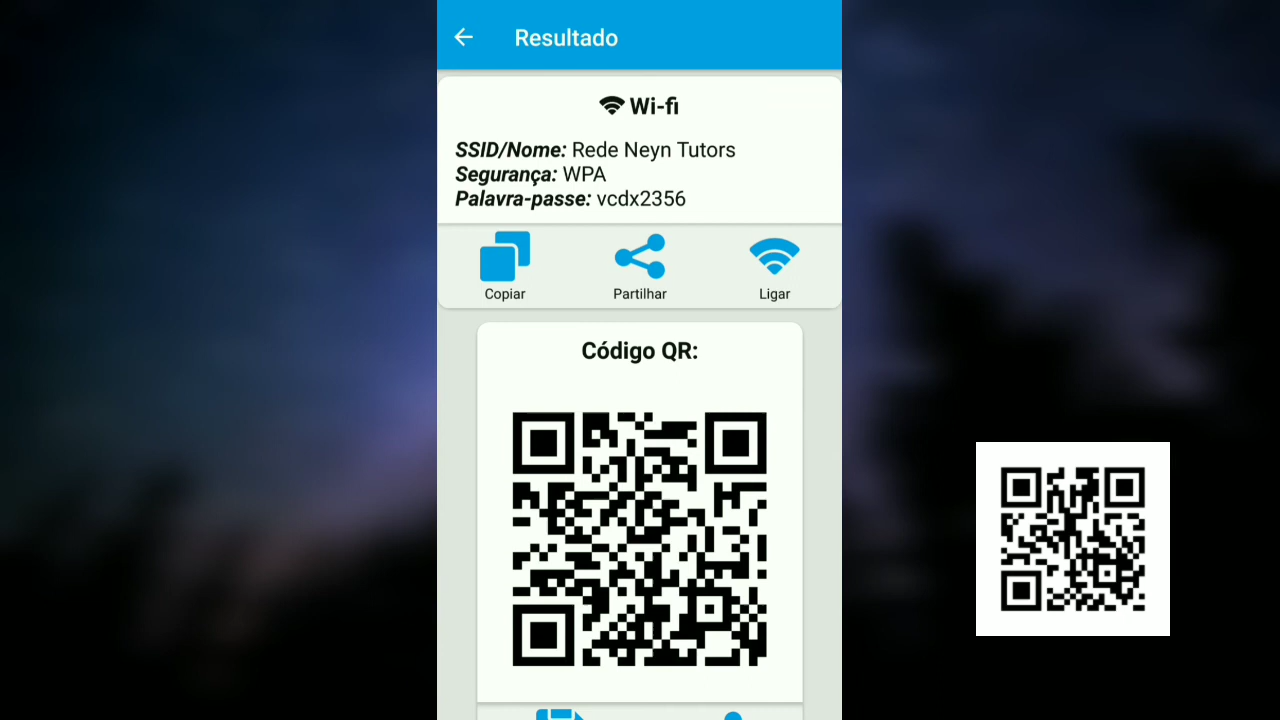 Resultado
Wi-fi
SSID/Nome: Rede Neyn Tutors
Segurança: WPA
Palavra-passe: vcdx2356
Copiar
Partilhar
Ligar
Código QR: